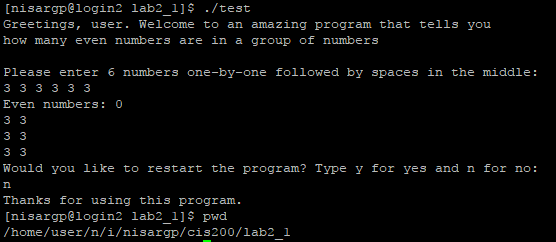 [nisargp@login2 lab2_1]$ ./test
Greetings, user. Welcome to an amazing program that tells you
how many even numbers are in a group of numbers
Please enter 6 numbers one-by-one followed by spaces in the middle:
3 3 3 3 3 3
Even numbers: 0
3 3
3 3
3 3
Would you like to restart the program? Type y for yes and n for no:
n
Thanks for using this program.
[nisargp@login2 lab2_1]$ pwd
/home/user/n/i/nisargp/cis200/lab2_1